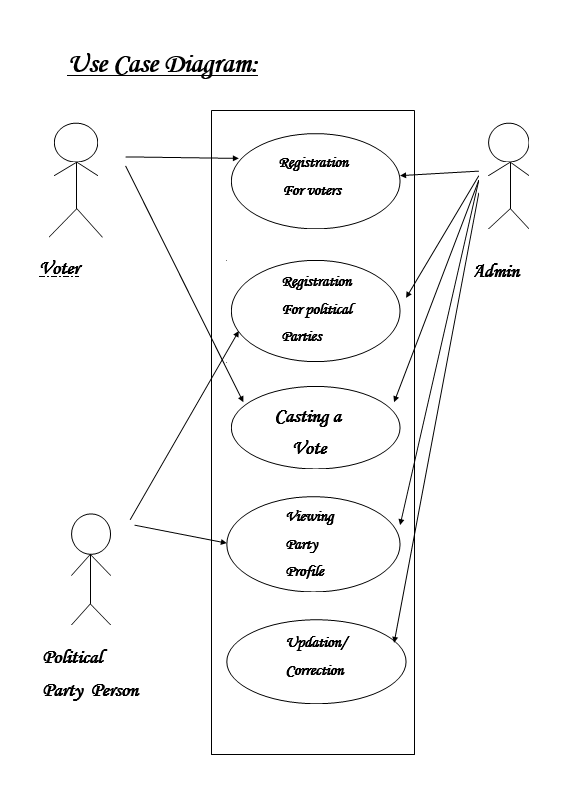 Use Case Diagram:
Registration
For voters
Voter
Admin
Registration
For political
Parties
Casting a
Vote
Viewing
Party
Profile
Political
Party Person
Updation/
Correction